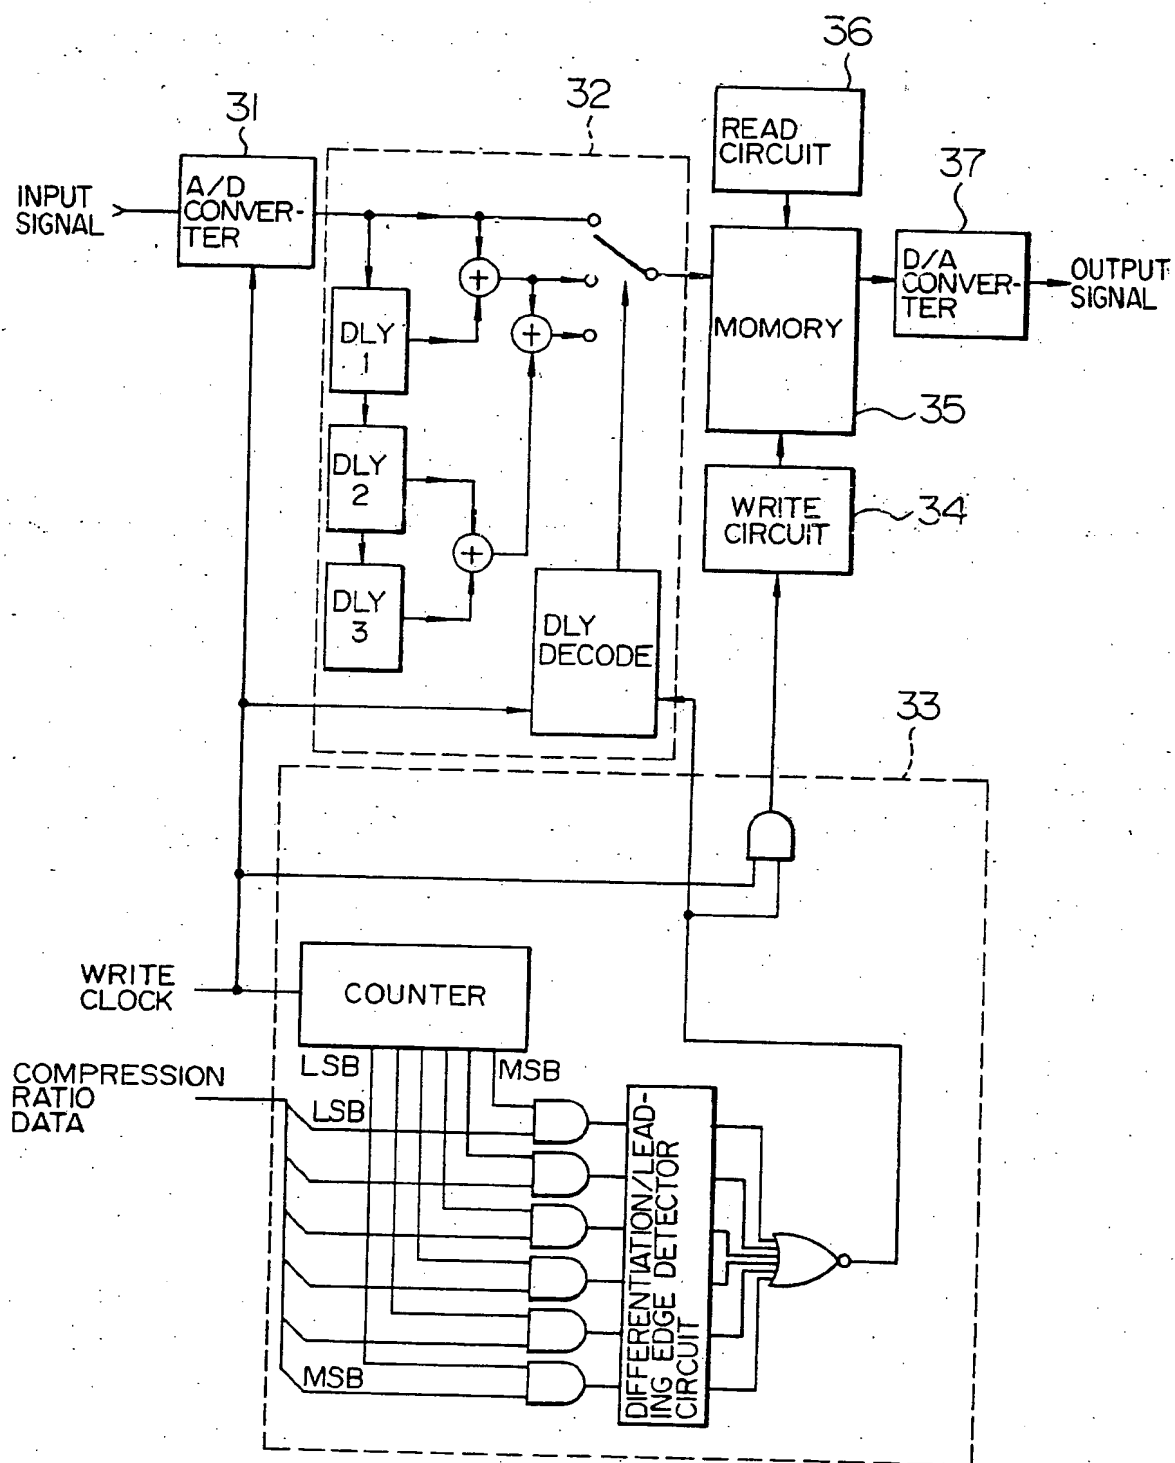 36
READ
CIRCUIT
31
32
37
INPUT
SIGNAL
A/D
CONVER-
TER
D/A
CONVER-
TER
OUTPUT
SIGNAL
+
+
DLY
1
MOMORY
35
DLY
2
WRITE
CIRCUIT
34
+
DLY
3
DLY
DECODE
33
WRITE
CLOCK
COUNTER
LSB
MSB
COMPRESSION
RATIO
DATA
LSB
MSB
DIFFERENTIATION/LEAD-
ING EDGE DETECTOR
CIRCUIT